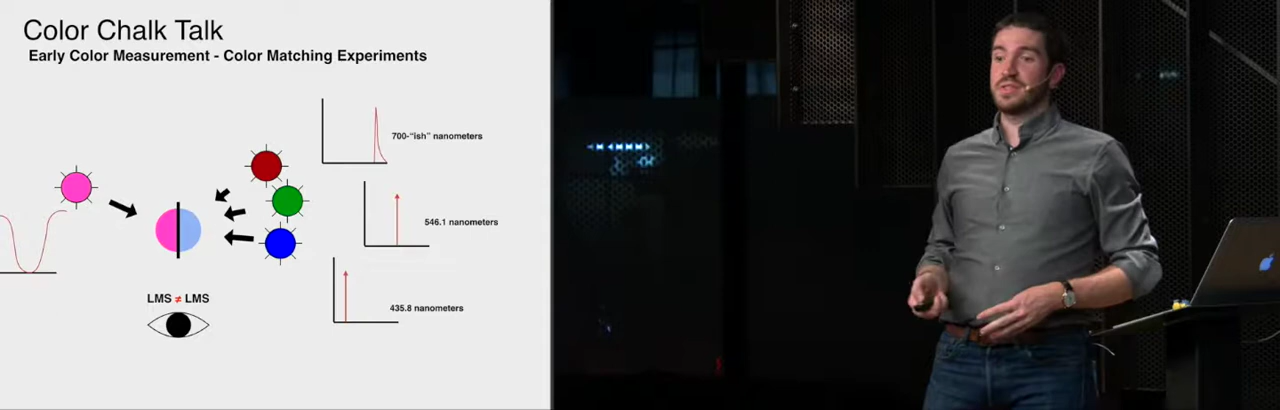 Color Chalk Talk
Early Color Measurement - Color Matching Experiments
700-“ish” nanometers
546.1 nanometers
435.8 nanometers
LMS ≠ LMS